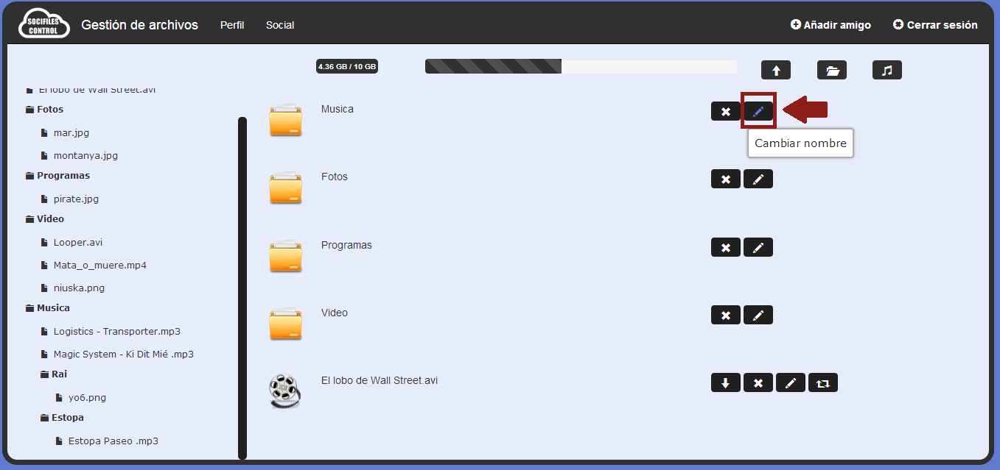 SOCIFILES
CONTROL
Gestión de archivos
Perfil
Social
Añadir amigo
Cerrar sesión
4.36 GB / 10 GB
El lobo de Wall Street.avi
Fotos
mar.jpg
montanya.jpg
Programas
pirate.jpg
Video
Looper.avi
Mata_o_muere.mp4
niuska.png
Musica
Logistics - Transporter.mp3
Magic System - Ki Dit Mié .mp3
Rai
yo6.png
Estopa
Estopa Paseo .mp3
Musica
Cambiar nombre
Fotos
Programas
Video
El lobo de Wall Street.avi